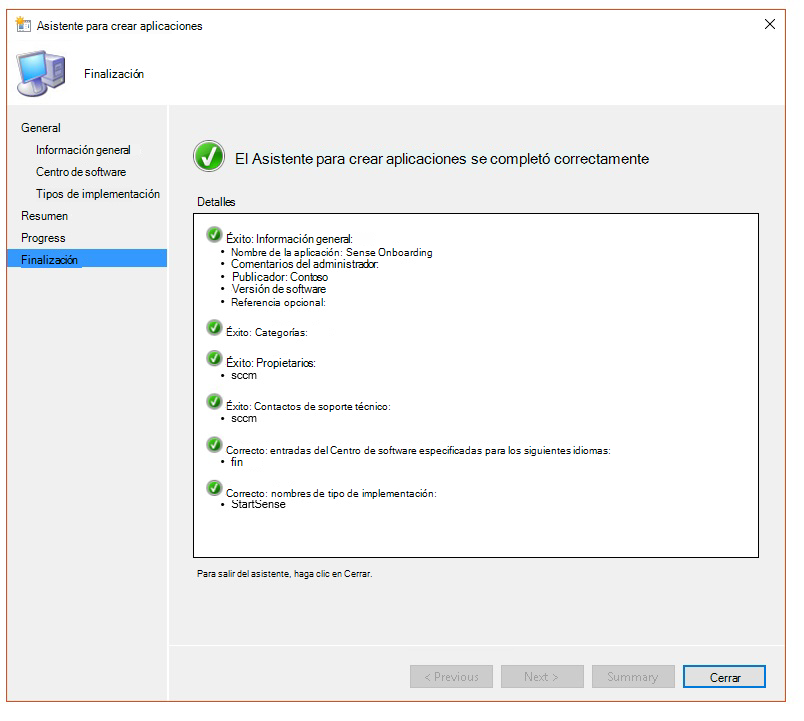 Asistente para crear aplicaciones
Finalización
General
Información general
Centro de software
Tipos de implementación
Resumen
Progress
Finalización
El Asistente para crear aplicaciones se completó correctamente
Detalles
Éxito: Información general:
• Nombre de la aplicación: Sense Onboarding
• Comentarios del administrador:
• Publicador: Contoso
• Versión de software
• Referencia opcional:
Éxito: Categorías:
Éxito: Propietarios:
• sccm
Éxito: Contactos de soporte técnico:
• sccm
Correcto: entradas del Centro de software especificadas para los siguientes idiomas:
• fin
Correcto: nombres de tipo de implementación:
• StartSense
Para salir del asistente, haga clic en Cerrar.
< Previous
Next >
Summary
Cerrar